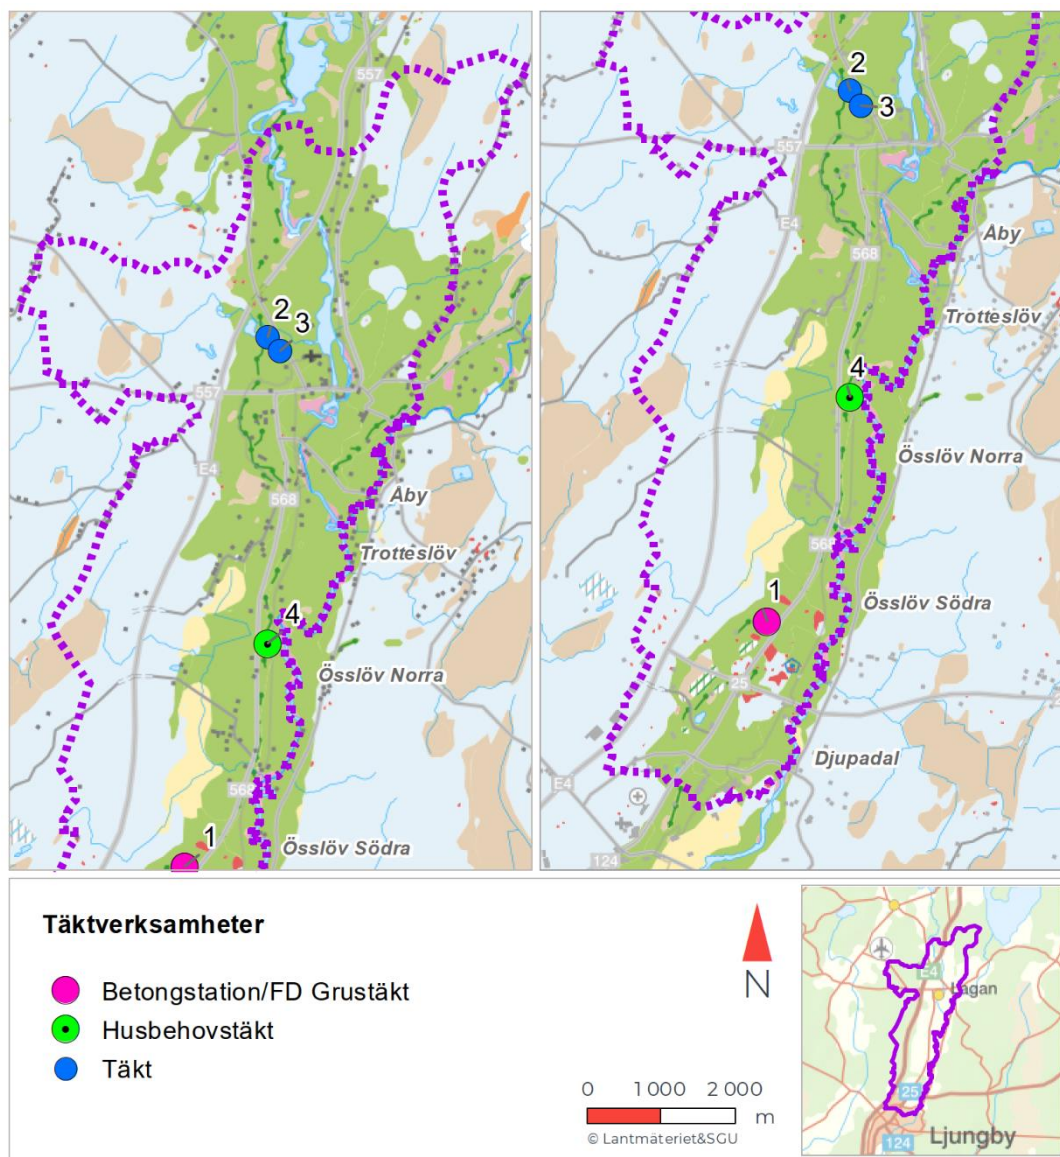 557
2
3
557
E4
568
Åby
Trotteslöv
4
Össlöv Norra
568
1
Össlöv Södra
2
3
557
E4
568
Åby
Trotteslöv
4
Össlöv Norra
568
1
Össlöv Södra
25
Djupadal
E4
124
Täktverksamheter
Betongstation/FD Grustäkt
Husbehovstäkt
Täkt
N
0 1 000 2 000
m
© Lantmäteriet&SGU
E4
Lagan
25
Ljungby
124